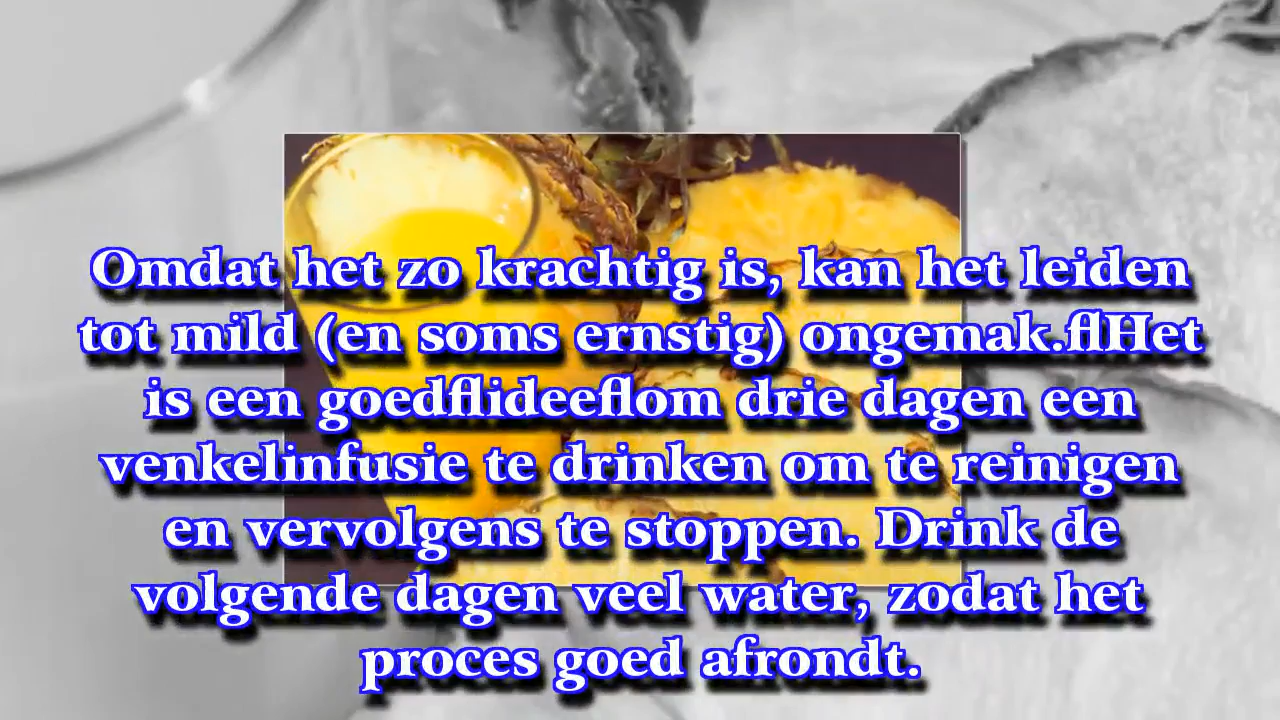 Omdat het zo krachtig is, kan het leiden
tot mild (en soms ernstig) ongemak.flHet
is een goedflideeflom drie dagen een
venkelinfusie te drinken om te reinigen
en vervolgens te stoppen. Drink de
volgende dagen veel water, zodat het
proces goed afrondt.